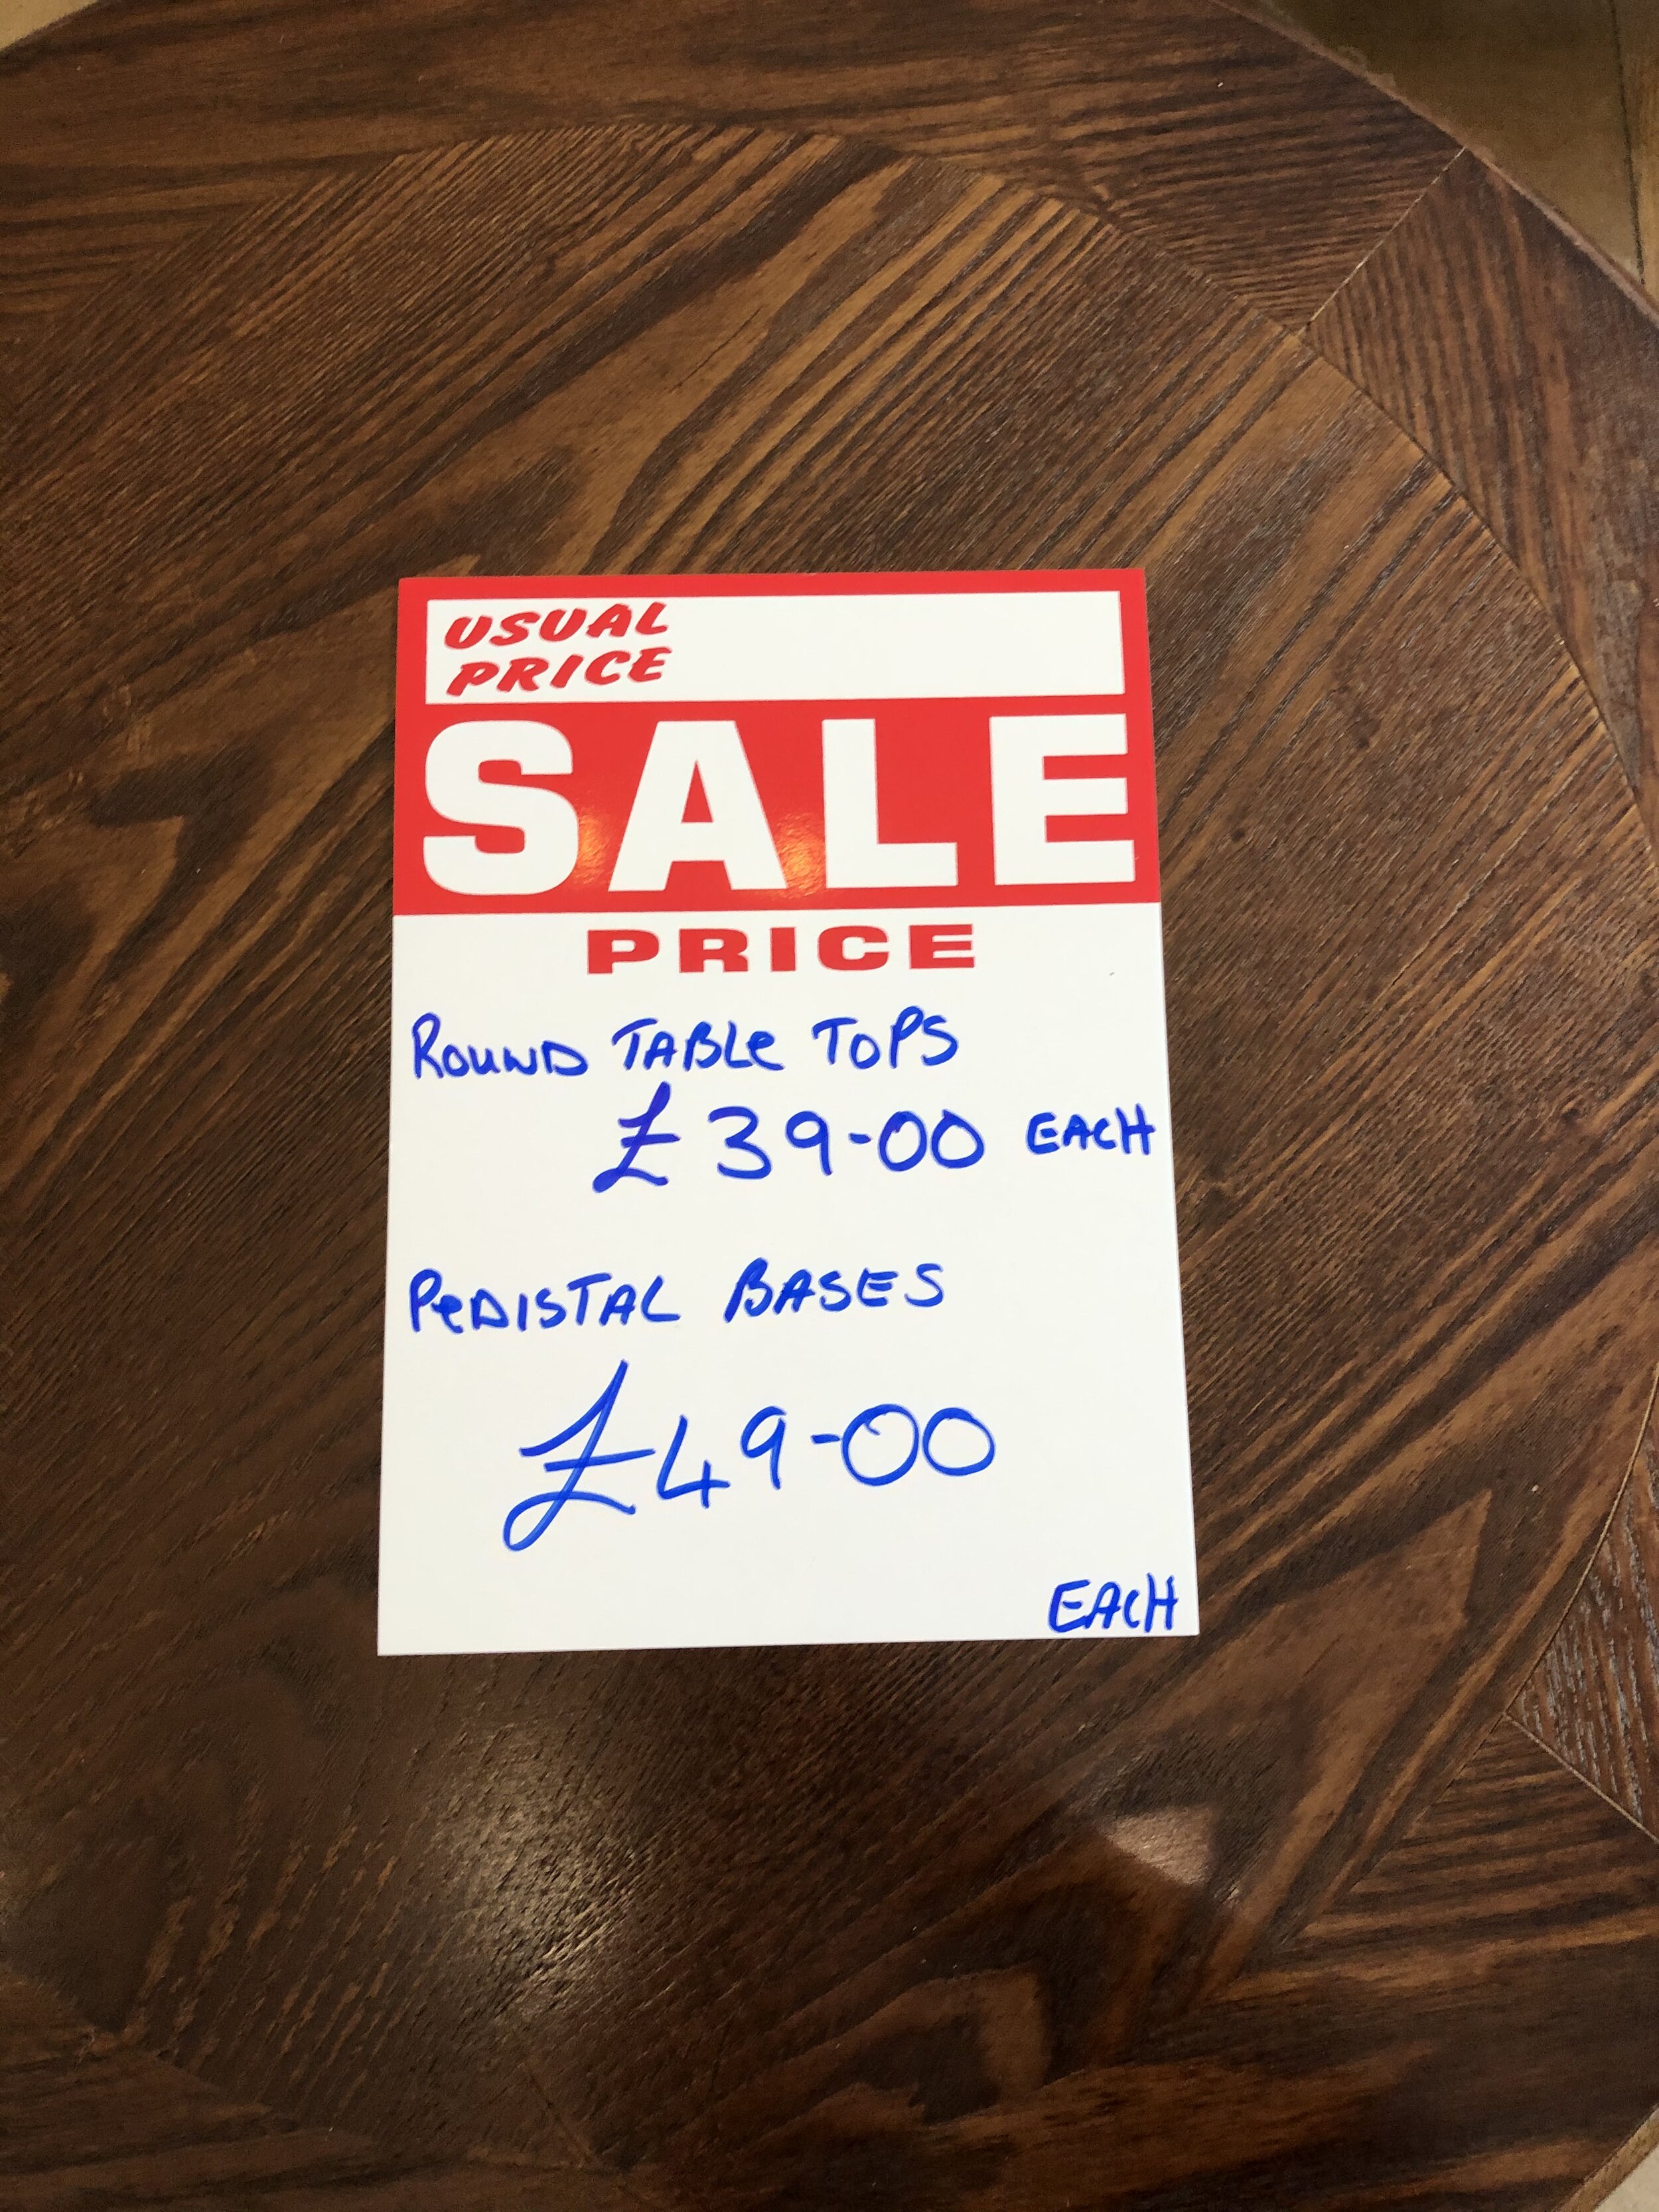 USUAL
PRICE
SALE
PRICE
ROUND TABLe ToPS
£39-00 EACH
PeDISTAL BASES
£49-00
EACH